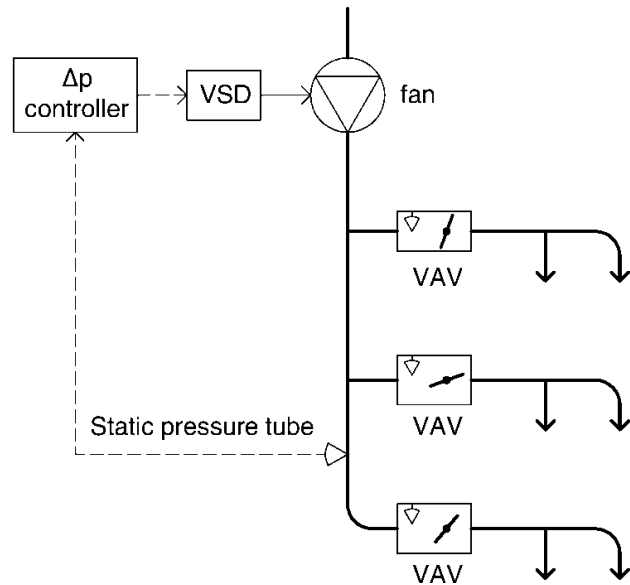 Δp
controller
VSD
fan
VAV
VAV
Static pressure tube
VAV